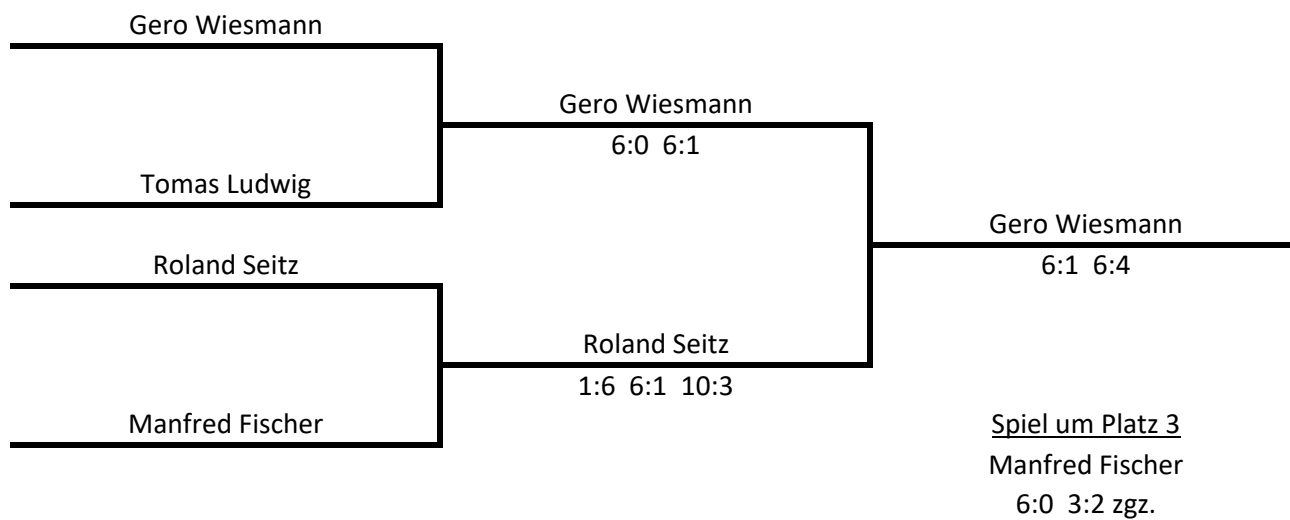 Gero Wiesmann
Gero Wiesmann
6:0 6:1
Tomas Ludwig
Gero Wiesmann
6:1 6:4
Roland Seitz
Roland Seitz
1:6 6:1 10:3
Manfred Fischer
Spiel um Platz 3
Manfred Fischer
6:0 3:2 zgz.